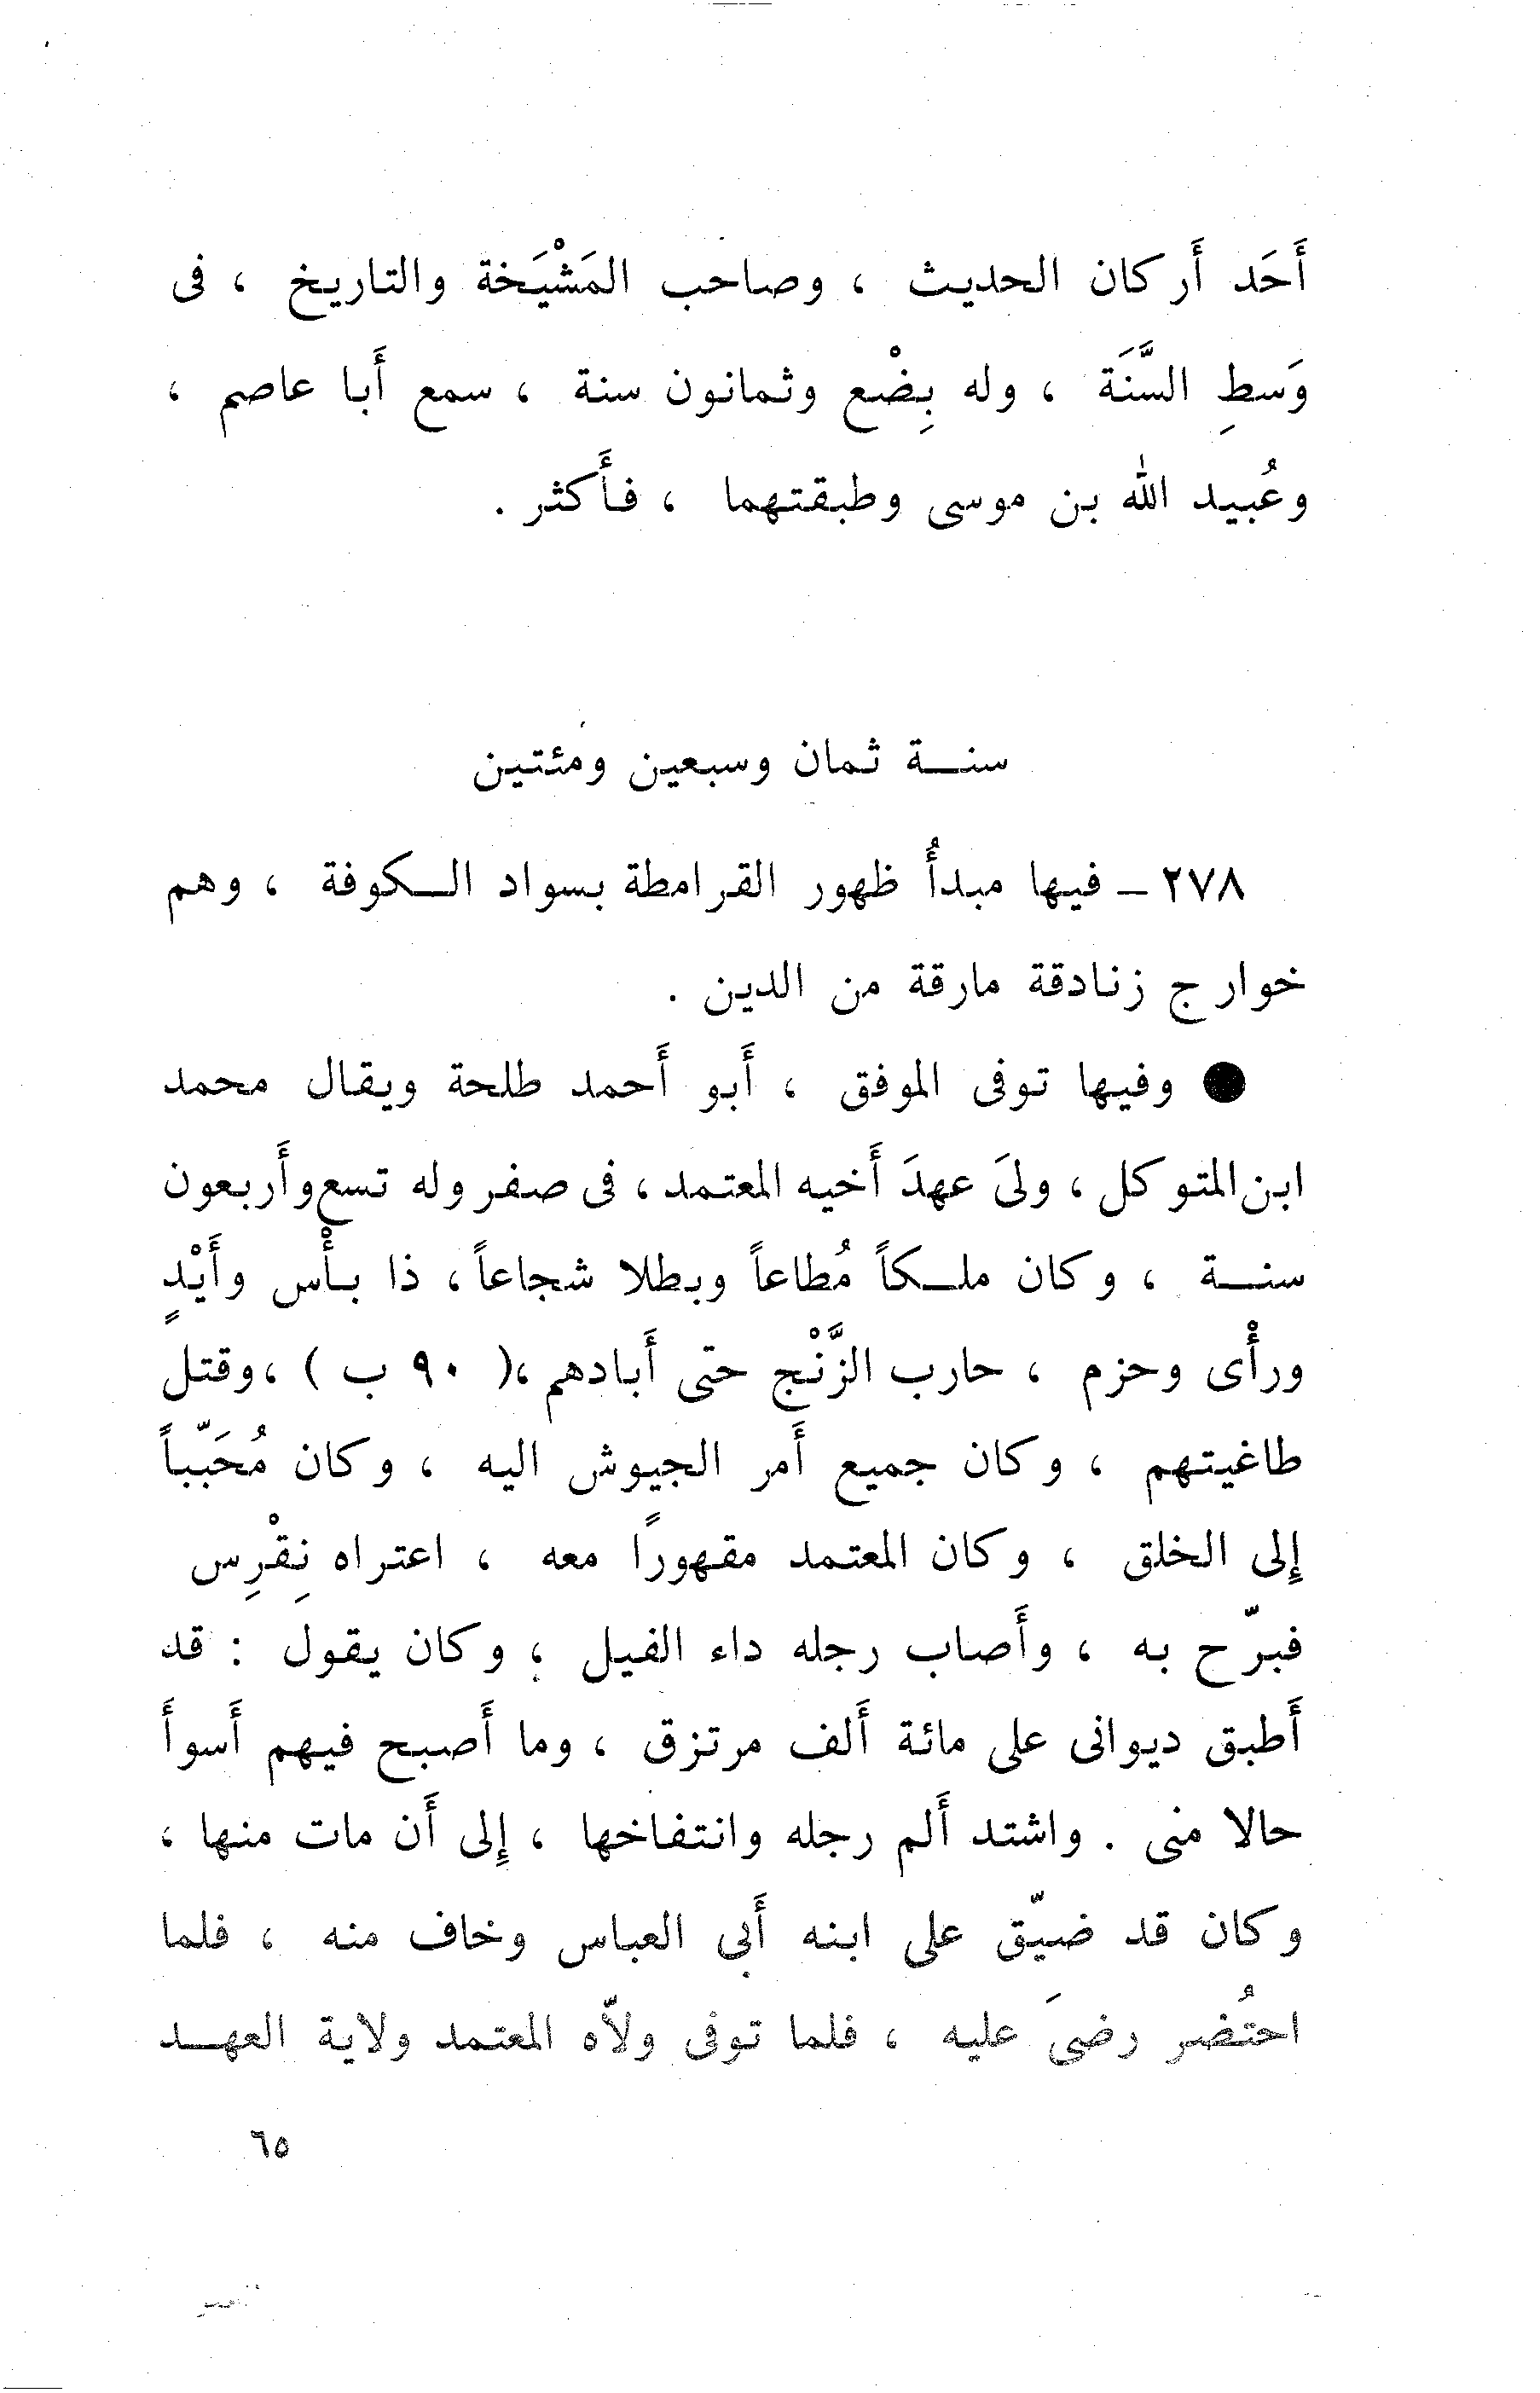 أَحَد أَركان الحديث ، وصاحب المَشْيَخة والتاريخ ، فى
وَسطِ السَّنَة ، وله بِضْع وثمانون سنة ، سمع أَبا عاصم ،
وعُبيد الله بن موسى وطبقتهما ، فأَكثر .
سنة ثمان وسبعين ومئتين
٢٧٨ – فيها مبدأُ ظهور القرامطة بسواد الكوفة ، وهم
خوارج زنادقة مارقة من الدين .
● وفيها توفى الموفق ، أَبو أَحمد طلحة ويقال محمد
ابن المتوكل ، ولىَ عهدَ أَخيه المعتمد ، فى صفر وله تسع وأَربعون
سنة ، وكان ملكاً مُطاعاً وبطلا شجاعاً ، ذا بأْس وأَيْدٍ
ورأْى وحزم ، حارب الزَّنْج حتى أَبادهم ،( ٩٠ ب ) ،وقتل
طاغيتهم ، وكان جميع أَمر الجيوش اليه ، وكان مُحَبّباً
إِلى الخلق ، وكان المعتمد مقهورًا معه ، اعتراه نِقْرِس
فبرّح به ، وأَصاب رجله داء الفيل ؛ وكان يقول : قد
أَطبق ديوانى على مائة أَلف مرتزق ، وما أَصبح فيهم أَسوأَ
حالا منى . واشتد أَلم رجله وانتفاخها ، إِلى أَن مات منها ،
وكان قد ضيّق على ابنه أَبى العباس وخاف منه ، فلما
احتُضر رضىَ عليه ، فلما توفى ولاّه المعتمد ولاية العهد
٦٥